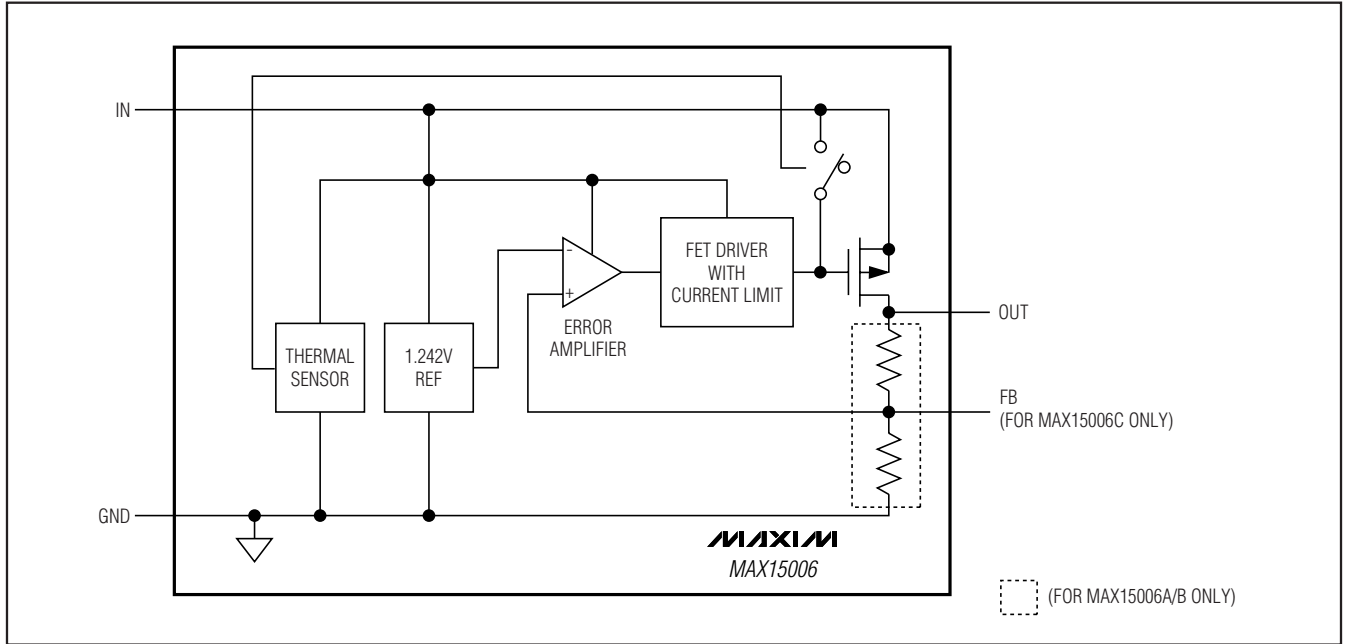 IN
FET DRIVER
WITH
CURRENT LIMIT
-
+
ERROR
AMPLIFIER
THERMAL
SENSOR
1.242V
REF
OUT
FB
(FOR MAX15006C ONLY)
GND
MAXIM
MAX15006
(FOR MAX15006A/B ONLY)